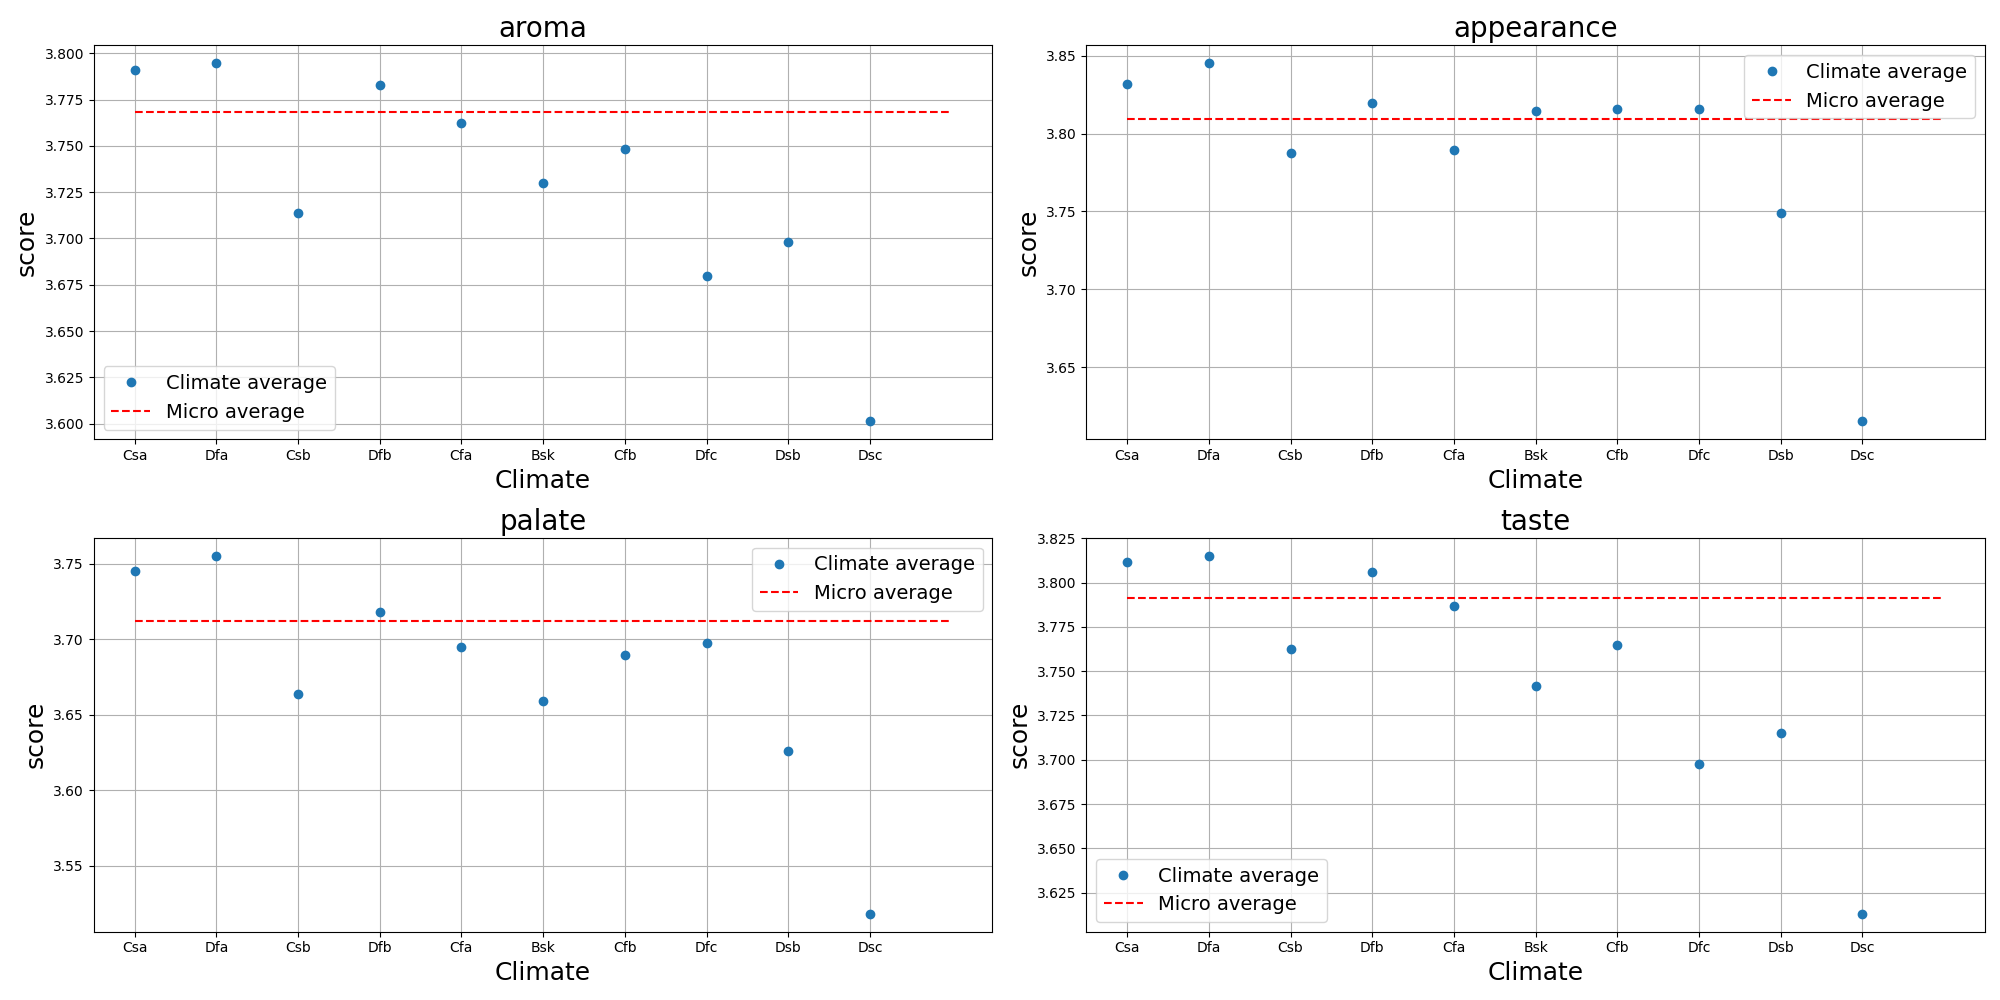 aroma
3.800
3.775
3.750
3.725
3.700
3.675
3.650
3.625
3.600
score
Climate average
Micro average
Csa Dfa Csb Dfb Cfa Bsk Cfb Dfc Dsb Dsc
Climate
appearance
3.85
3.80
3.75
3.70
3.65
score
Climate average
Micro average
Csa Dfa Csb Dfb Cfa Bsk Cfb Dfc Dsb Dsc
Climate
palate
3.75
3.70
3.65
3.60
3.55
score
Climate average
Micro average
Csa Dfa Csb Dfb Cfa Bsk Cfb Dfc Dsb Dsc
Climate
taste
3.825
3.800
3.775
3.750
3.725
3.700
3.675
3.650
3.625
score
Climate average
Micro average
Csa Dfa Csb Dfb Cfa Bsk Cfb Dfc Dsb Dsc
Climate